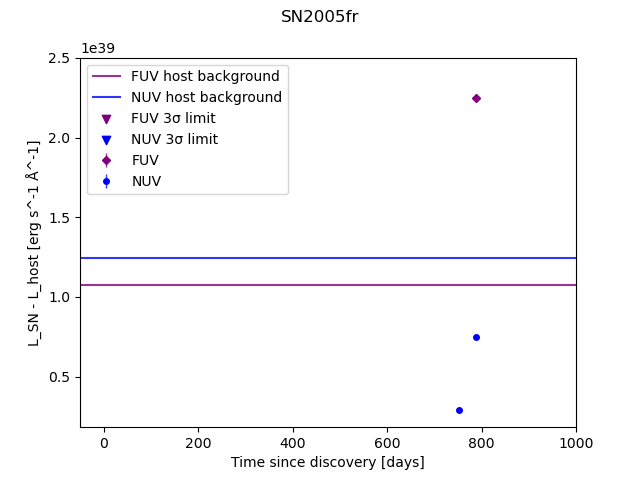 SN2005fr
1e39
2.5
2.0
1.5
1.0
0.5
L_SN - L_host [erg s^-1 Å^-1]
FUV host background
NUV host background
FUV 3σ limit
NUV 3σ limit
FUV
NUV
0 200 400 600 800 1000
Time since discovery [days]